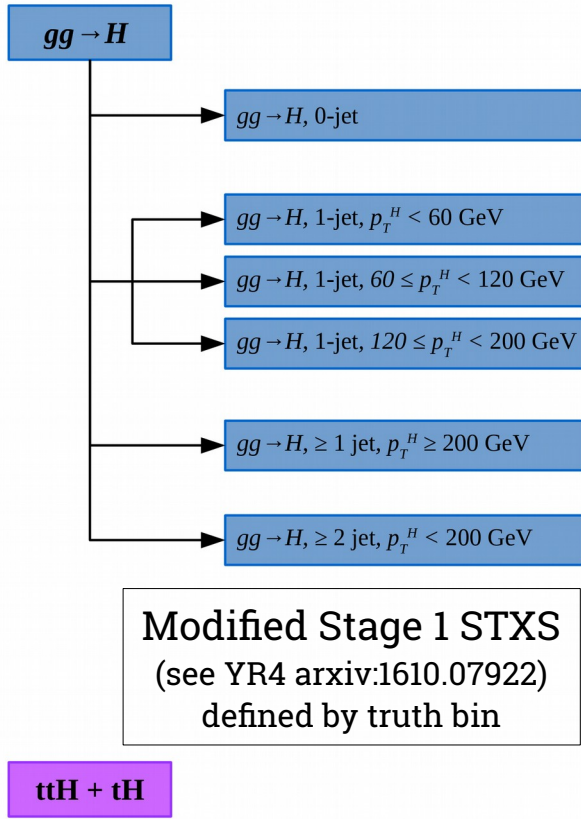 gg→H
gg→H, 0-jet
gg→H, 1-jet, p_T^H < 60 GeV
gg→H, 1-jet, 60 ≤ p_T^H < 120 GeV
gg→H, 1-jet, 120 ≤ p_T^H < 200 GeV
gg→H, ≥ 1 jet, p_T^H ≥ 200 GeV
gg→H, ≥ 2 jet, p_T^H < 200 GeV
Modified Stage 1 STXS
(see YR4 arxiv:1610.07922)
defined by truth bin
ttH + tH